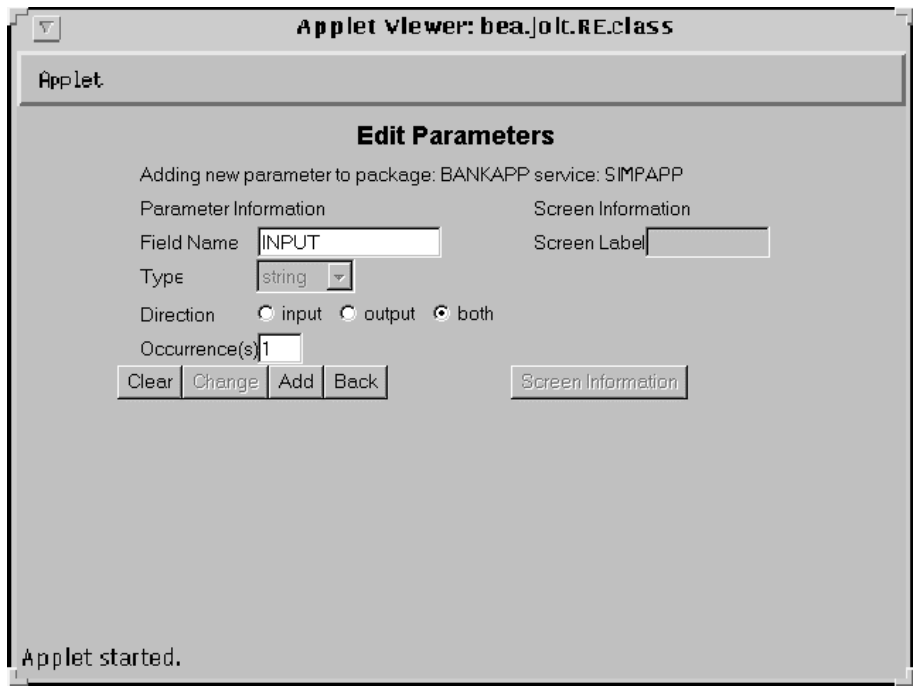 Applet Viewer: bea.jolt.RE.class
Applet
Edit Parameters
Adding new parameter to package: BANKAPP service: SIMPAPP
Parameter Information Screen Information
Field Name INPUT Screen Label
Type string
Direction input output both
Occurrence(s) 1
Clear Change Add Back Screen Information
Applet started.